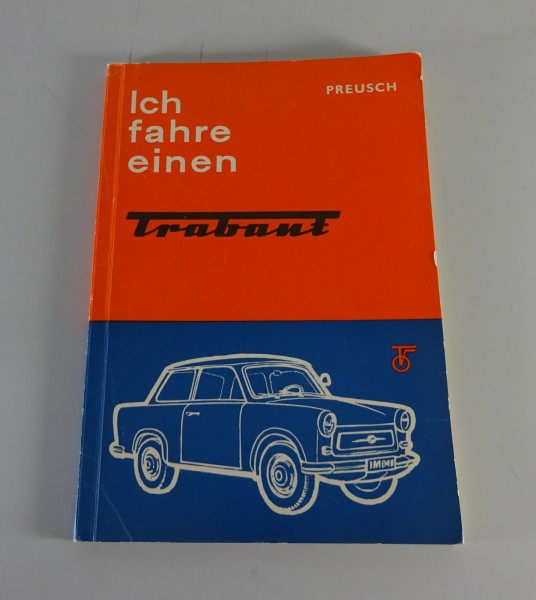 PREUSCH
Ich
fahre
einen
Trabant